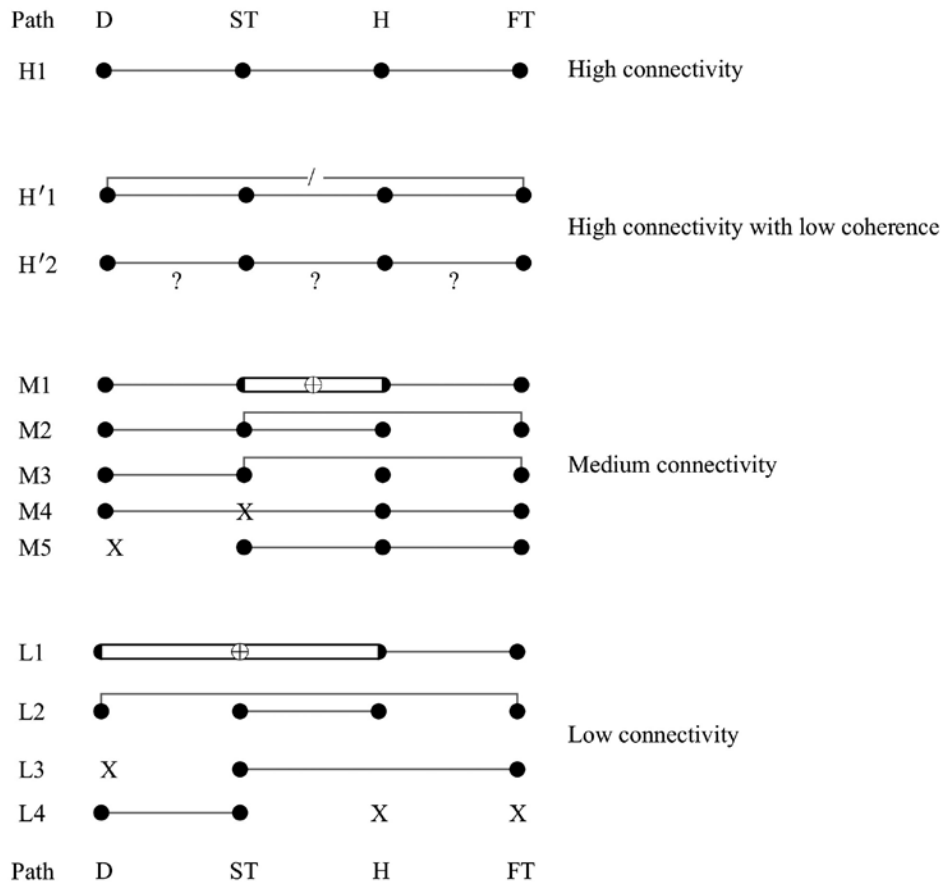 Path D ST H FT
H1 High connectivity
/
H′1
High connectivity with low coherence
H′2
? ? ?
M1
M2
M3 Medium connectivity
M4 X
M5 X
L1
L2
Low connectivity
L3 X
L4 X X
Path D ST H FT